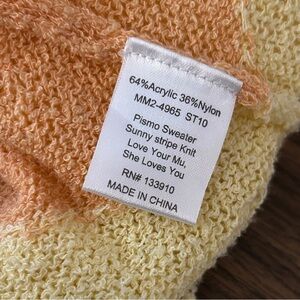 64%Acrylic 36%Nylon
MM2-4965 ST10
Pismo Sweater
Sunny stripe Knit
Love Your Mu,
She Loves You
RN# 133910
MADE IN CHINA